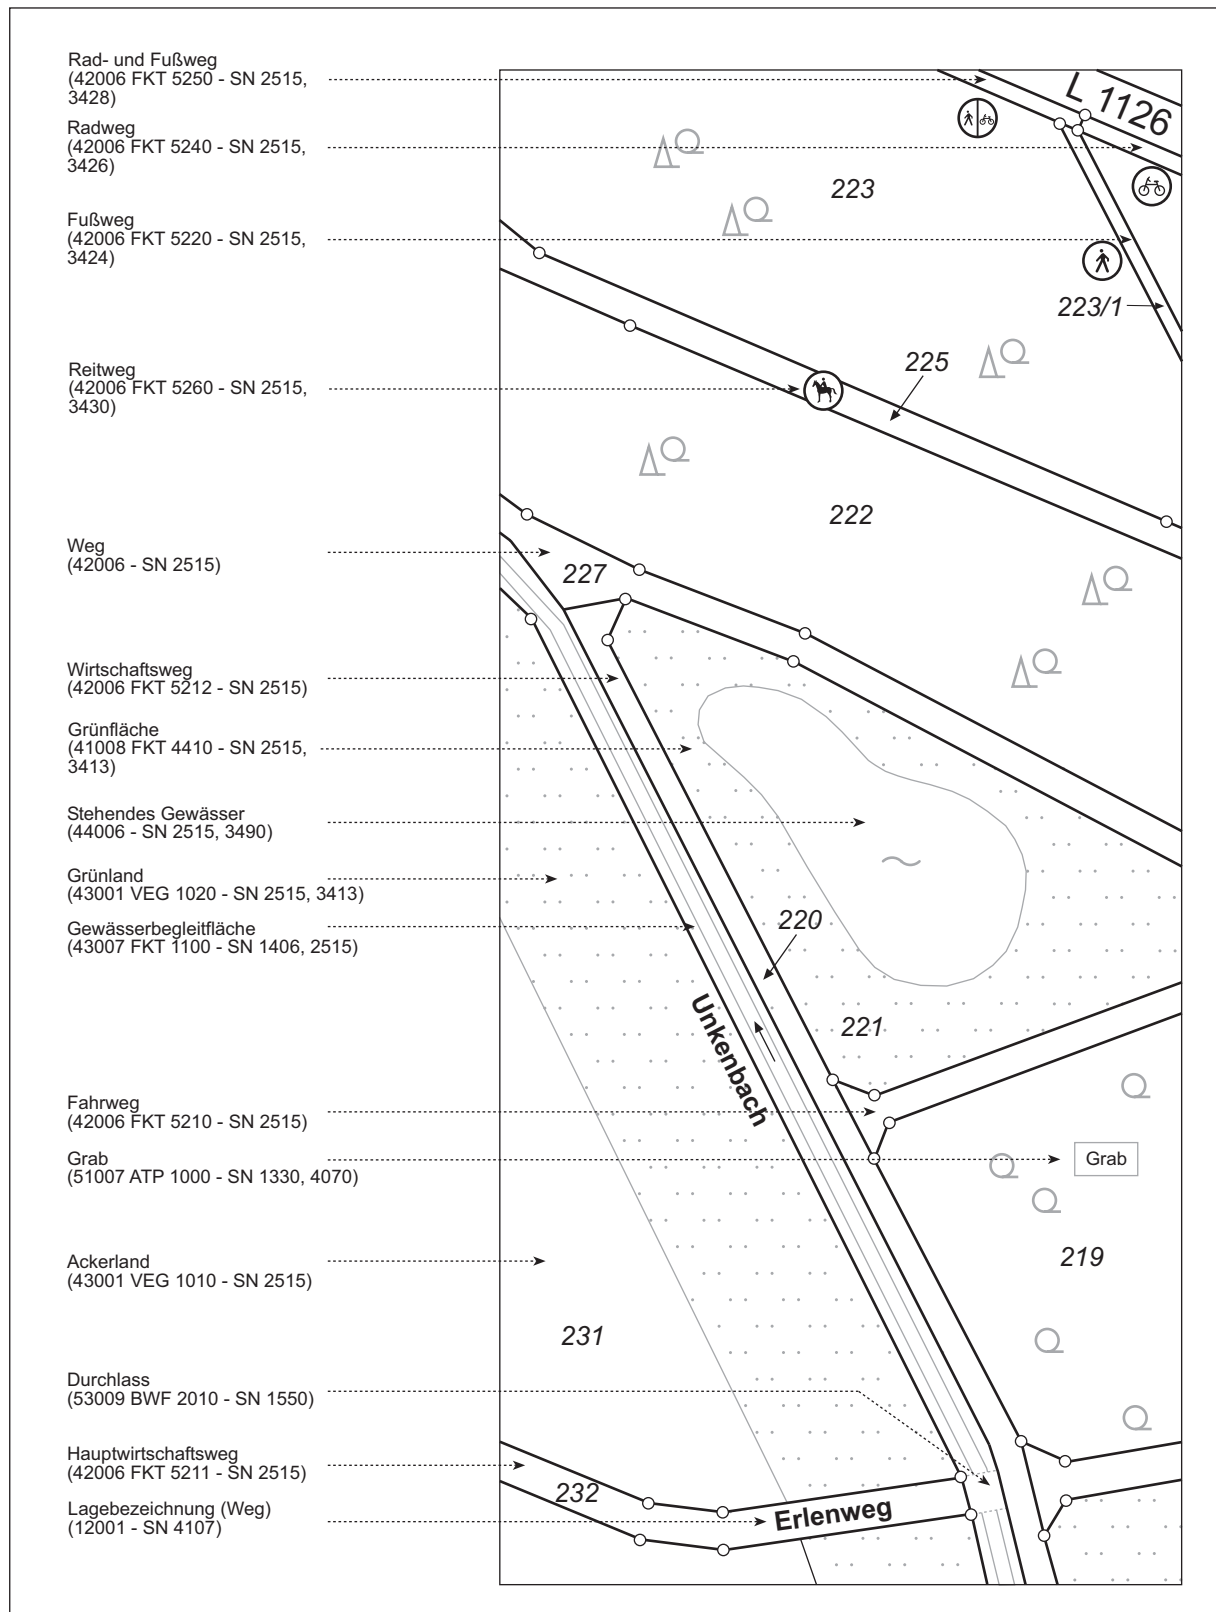 Rad- und Fußweg
(42006 FKT 5250 - SN 2515,
3428)
Radweg
(42006 FKT 5240 - SN 2515,
3426)
Fußweg
(42006 FKT 5220 - SN 2515,
3424)
Reitweg
(42006 FKT 5260 - SN 2515,
3430)
Weg
(42006 - SN 2515)
Wirtschaftsweg
(42006 FKT 5212 - SN 2515)
Grünfläche
(41008 FKT 4410 - SN 2515,
3413)
Stehendes Gewässer
(44006 - SN 2515, 3490)
Grünland
(43001 VEG 1020 - SN 2515, 3413)
Gewässerbegleitfläche
(43007 FKT 1100 - SN 1406, 2515)
Fahrweg
(42006 FKT 5210 - SN 2515)
Grab
(51007 ATP 1000 - SN 1330, 4070)
Ackerland
(43001 VEG 1010 - SN 2515)
Durchlass
(53009 BWF 2010 - SN 1550)
Hauptwirtschaftsweg
(42006 FKT 5211 - SN 2515)
Lagebezeichnung (Weg)
(12001 - SN 4107)
L 1126
223
223/1
225
222
227
220
221
Unkenbach
Grab
219
231
232
Erlenweg